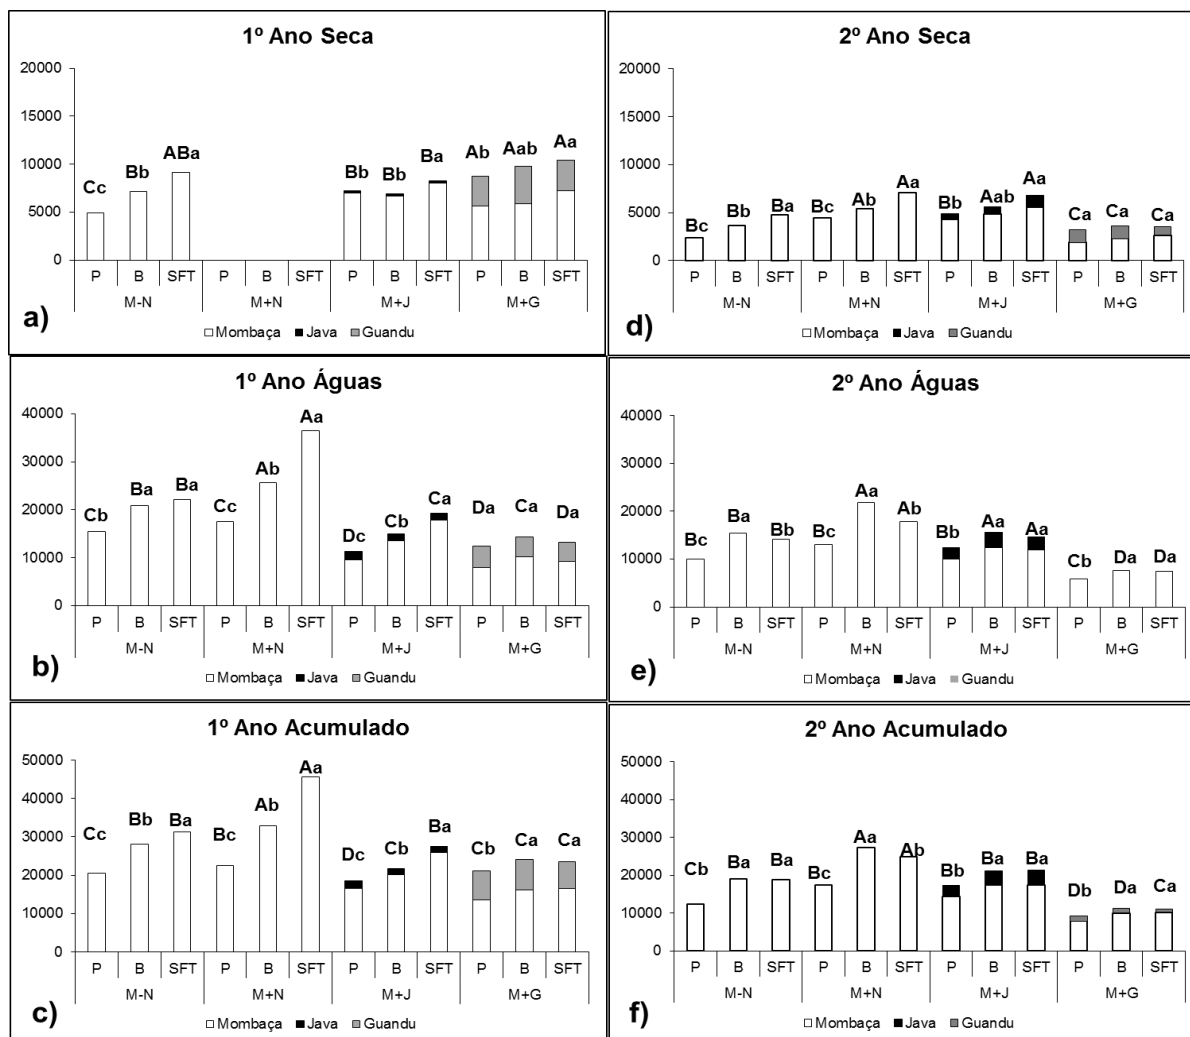 1º Ano Seca
20000
15000
10000
5000
0
Cc Bb ABa Bb Bb Ba Ab Aab Aa
P B SFT P B SFT P B SFT P B SFT
M-N M+N M+J M+G
a)
Mombaça Java Guandu
2º Ano Seca
20000
15000
10000
5000
0
Bc Bb Ba Bc Ab Aa Bb Aab Aa Ca Ca Ca
P B SFT P B SFT P B SFT P B SFT
M-N M+N M+J M+G
d)
Mombaça Java Guandu
1º Ano Águas
40000
30000
20000
10000
0
Cb Ba Ba Cc Ab Aa Dc Cb Ca Da Ca Da
P B SFT P B SFT P B SFT P B SFT
M-N M+N M+J M+G
b)
Mombaça Java Guandu
2º Ano Águas
40000
30000
20000
10000
0
Bc Ba Bb Bc Aa Ab Bb Aa Aa Cb Da Da
P B SFT P B SFT P B SFT P B SFT
M-N M+N M+J M+G
e)
Mombaça Java Guandu
1º Ano Acumulado
50000
40000
30000
20000
10000
0
Cc Bb Ba Bc Ab Aa Dc Cb Ba Cb Ca Ca
P B SFT P B SFT P B SFT P B SFT
M-N M+N M+J M+G
c)
Mombaça Java Guandu
2º Ano Acumulado
50000
40000
30000
20000
10000
0
Cb Ba Ba Bc Aa Ab Bb Ba Ba Db Da Ca
P B SFT P B SFT P B SFT P B SFT
M-N M+N M+J M+G
f)
Mombaça Java Guandu